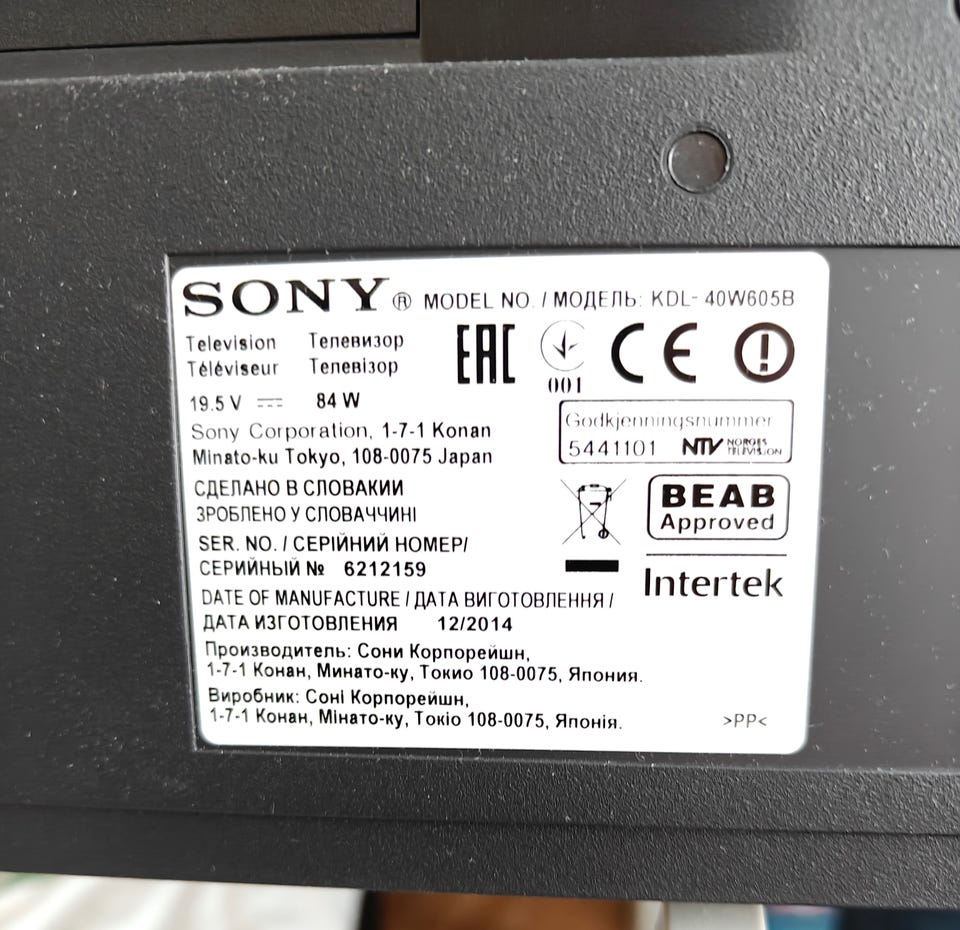 SONY® MODEL NO. / МОДЕЛЬ: KDL- 40W605B
Television Телевизор
Téléviseur Телевізор
EAC
001
CE
19.5 V 84 W
Sony Corporation, 1-7-1 Konan
Minato-ku Tokyo, 108-0075 Japan
Godkjenningsnummer
5441101 NTV NORGES
TELEVISJON
СДЕЛАНО В СЛОВАКИИ
ЗРОБЛЕНО У СЛОВАЧЧИНІ
BEAB
Approved
Intertek
SER. NO. / СЕРІЙНИЙ НОМЕР/
СЕРИЙНЫЙ № 6212159
DATE OF MANUFACTURE / ДАТА ВИГОТОВЛЕННЯ /
ДАТА ИЗГОТОВЛЕНИЯ 12/2014
Производитель: Сони Корпорейшн,
1-7-1 Конан, Минато-ку, Токио 108-0075, Япония.
Виробник: Соні Корпорейшн,
1-7-1 Конан, Мінато-ку, Токіо 108-0075, Японія.
>PP<